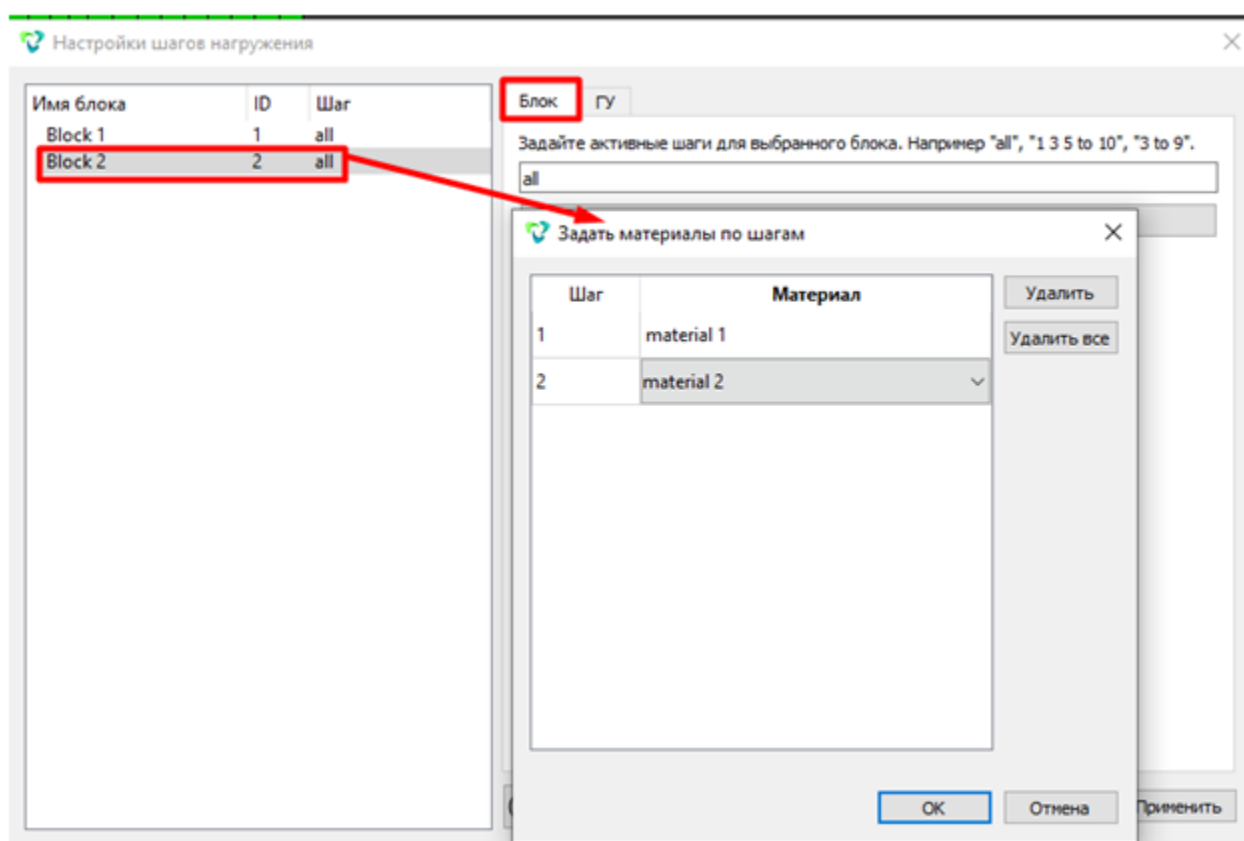 Настройки шагов нагружения
Имя блока ID Шаг
Block 1 1 all
Block 2 2 all
Блок ГУ
Задайте активные шаги для выбранного блока. Например "all", "1 3 5 to 10", "3 to 9".
all
Задать материалы по шагам
Шаг Материал
1 material 1
2 material 2
Удалить
Удалить все
OK Отмена
Применить